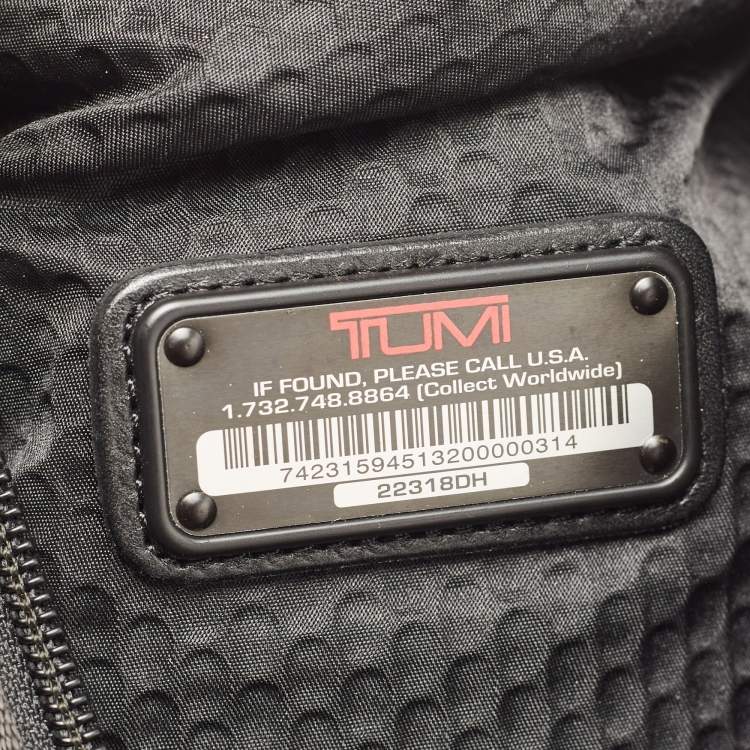 TUMI
IF FOUND, PLEASE CALL U.S.A.
1.732.748.8864 (Collect Worldwide)
74231594513200000314
22318DH